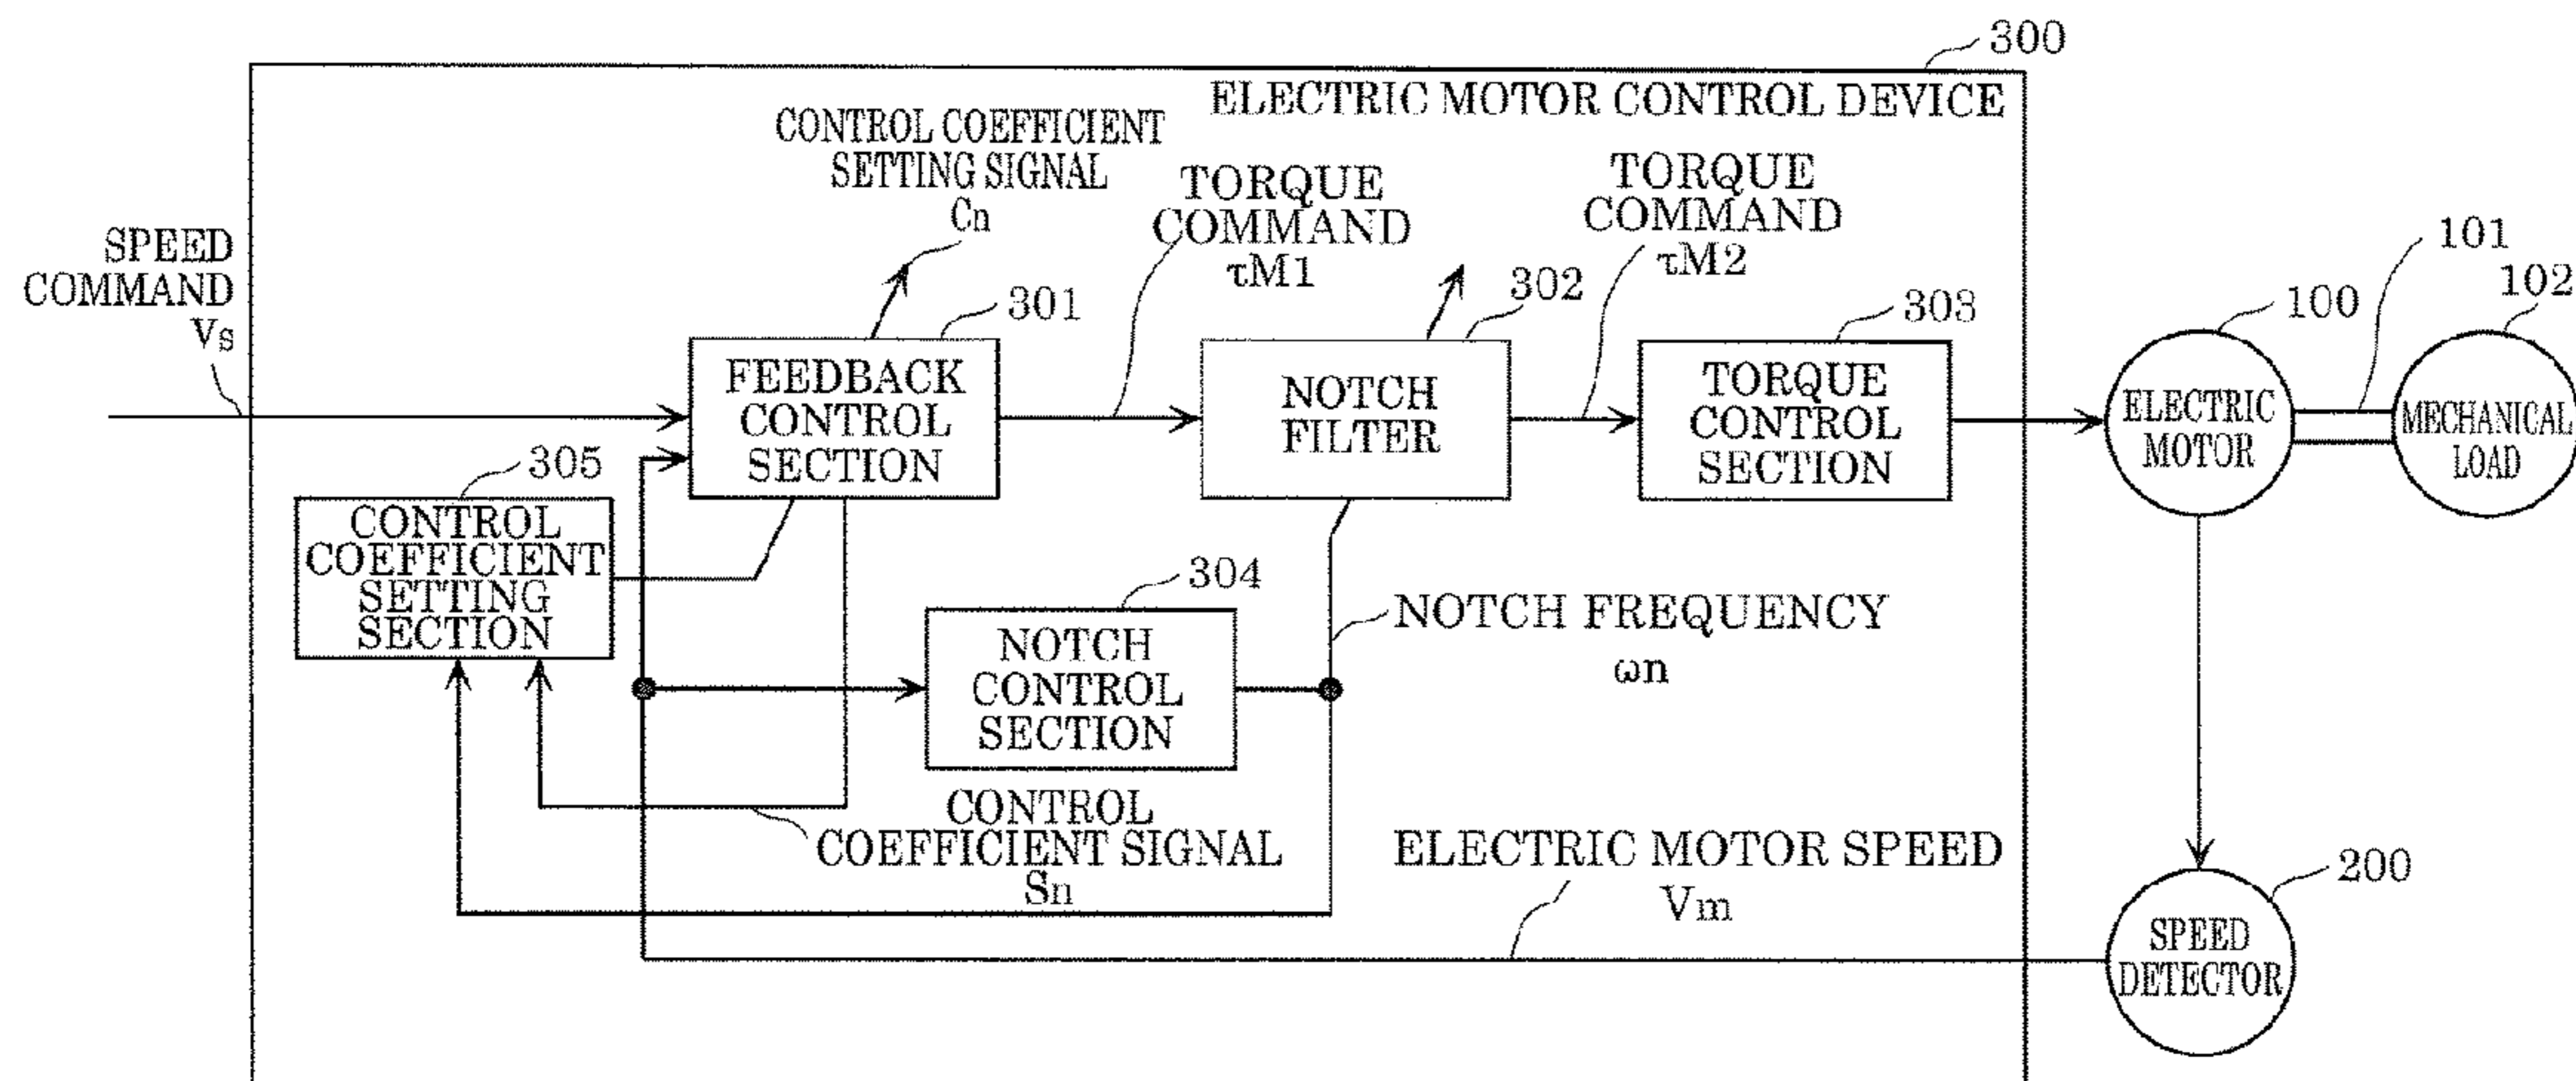 300
ELECTRIC MOTOR CONTROL DEVICE
CONTROL COEFFICIENT
SETTING SIGNAL
Cn
TORQUE
COMMAND
τM1
TORQUE
COMMAND
τM2
SPEED
COMMAND
Vs
301
302
303
100
101
102
FEEDBACK
CONTROL
SECTION
NOTCH
FILTER
TORQUE
CONTROL
SECTION
ELECTRIC
MOTOR
MECHANICAL
LOAD
305
CONTROL
COEFFICIENT
SETTING
SECTION
304
NOTCH
CONTROL
SECTION
NOTCH FREQUENCY
ωn
CONTROL
COEFFICIENT SIGNAL
Sn
ELECTRIC MOTOR SPEED
Vm
200
SPEED
DETECTOR